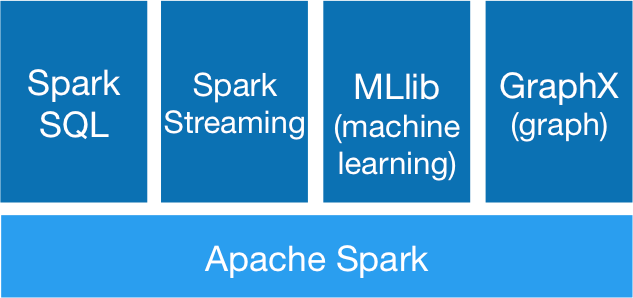 Spark
SQL
Spark
Streaming
MLlib
(machine
learning)
GraphX
(graph)
Apache Spark